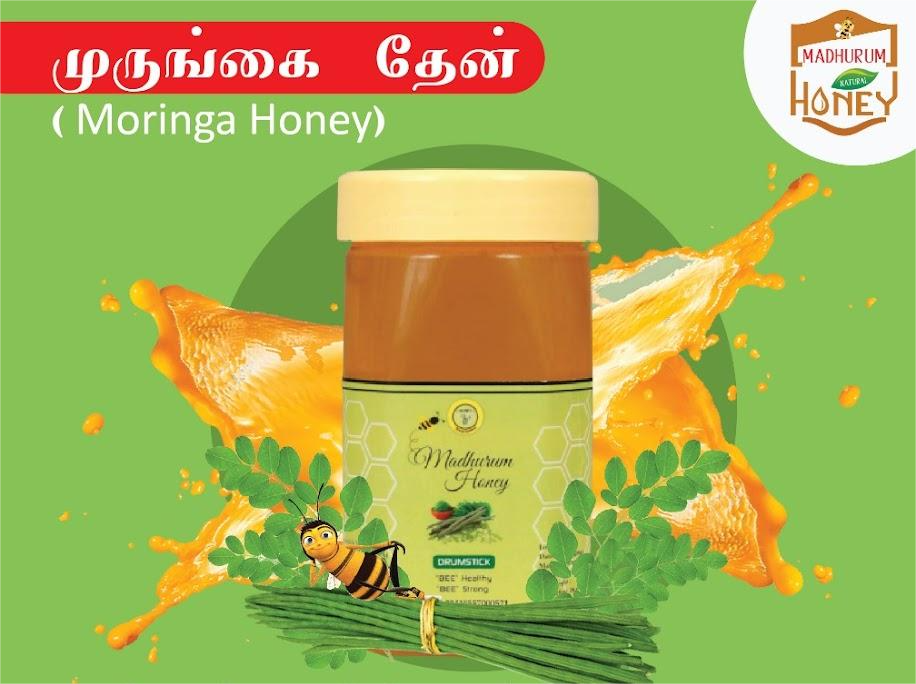 முருங்கை தேன்
( Moringa Honey)
MADHURUM
NATURAL
HONEY
Madhurum
Honey
DRUMSTICK
"BEE" Healthy
"BEE" Strong